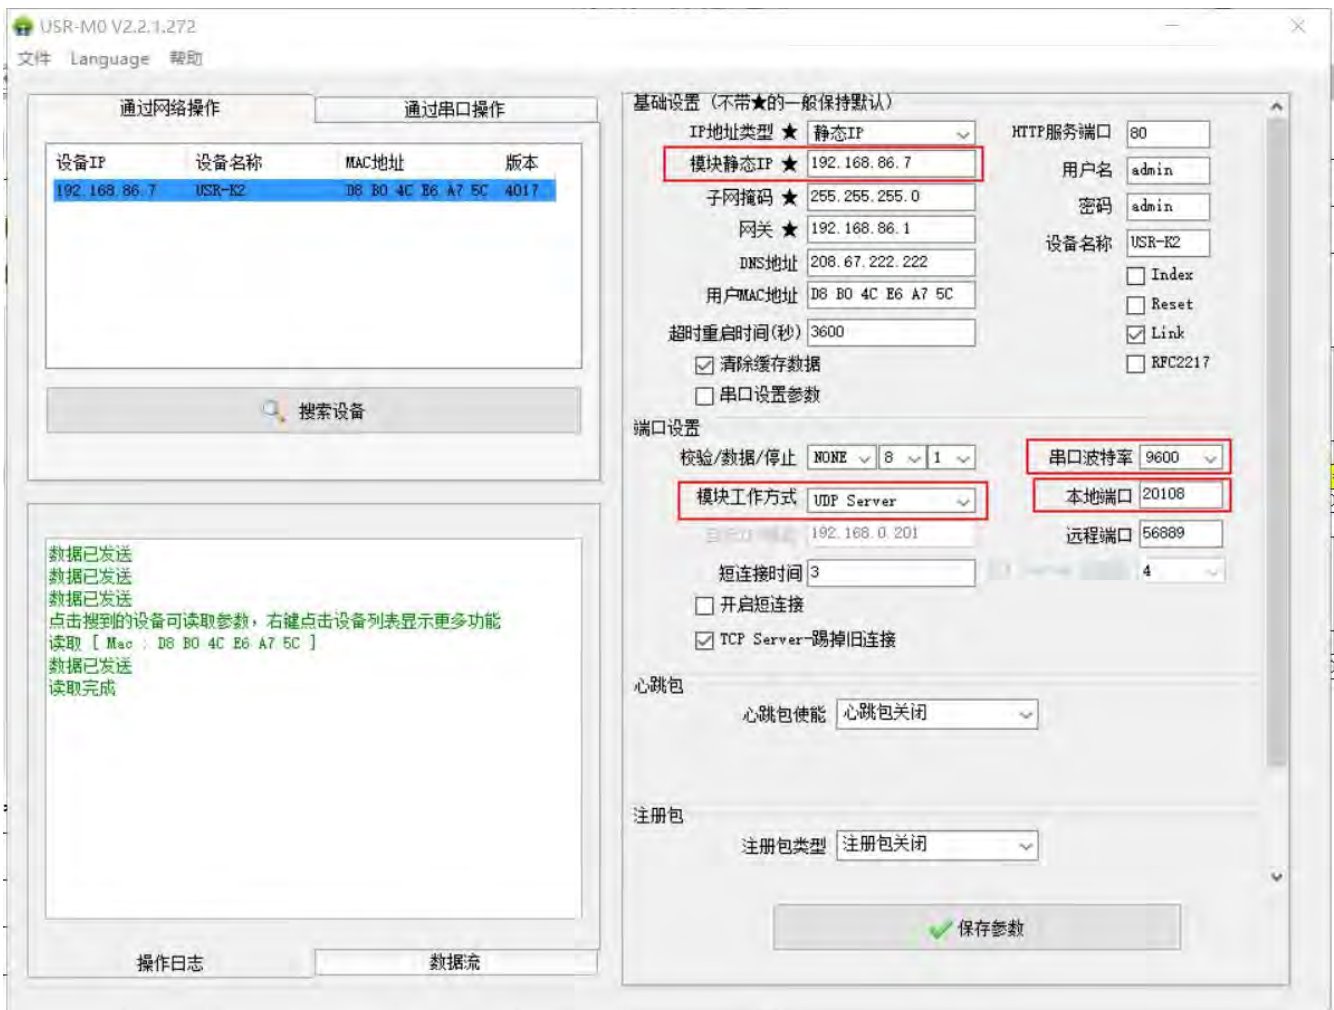 USR-M0 V2.2.1.272
文件 Language 帮助
通过网络操作 通过串口操作
设备IP 设备名称 MAC地址 版本
192.168.86.7 USR-K2 D8 B0 4C E6 A7 5C 4017
搜索设备
数据已发送
数据已发送
数据已发送
点击搜到的设备可读取参数，右键点击设备列表显示更多功能
读取 [ Mac : D8 B0 4C E6 A7 5C ]
数据已发送
读取完成
操作日志 数据流
基础设置（不带★的一般保持默认）
IP地址类型 ★ 静态IP
模块静态IP ★ 192.168.86.7
子网掩码 ★ 255.255.255.0
网关 ★ 192.168.86.1
DNS地址 208.67.222.222
用户MAC地址 D8 B0 4C E6 A7 5C
超时重启时间(秒) 3600
清除缓存数据
串口设置参数
HTTP服务端口 80
用户名 admin
密码 admin
设备名称 USR-K2
Index
Reset
Link
RFC2217
端口设置
校验/数据/停止 NONE 8 1
串口波特率 9600
模块工作方式 UDP Server
本地端口 20108
192.168.0.201
远程端口 56889
短连接时间 3
4
开启短连接
TCP Server-踢掉旧连接
心跳包
心跳包使能 心跳包关闭
注册包
注册包类型 注册包关闭
保存参数